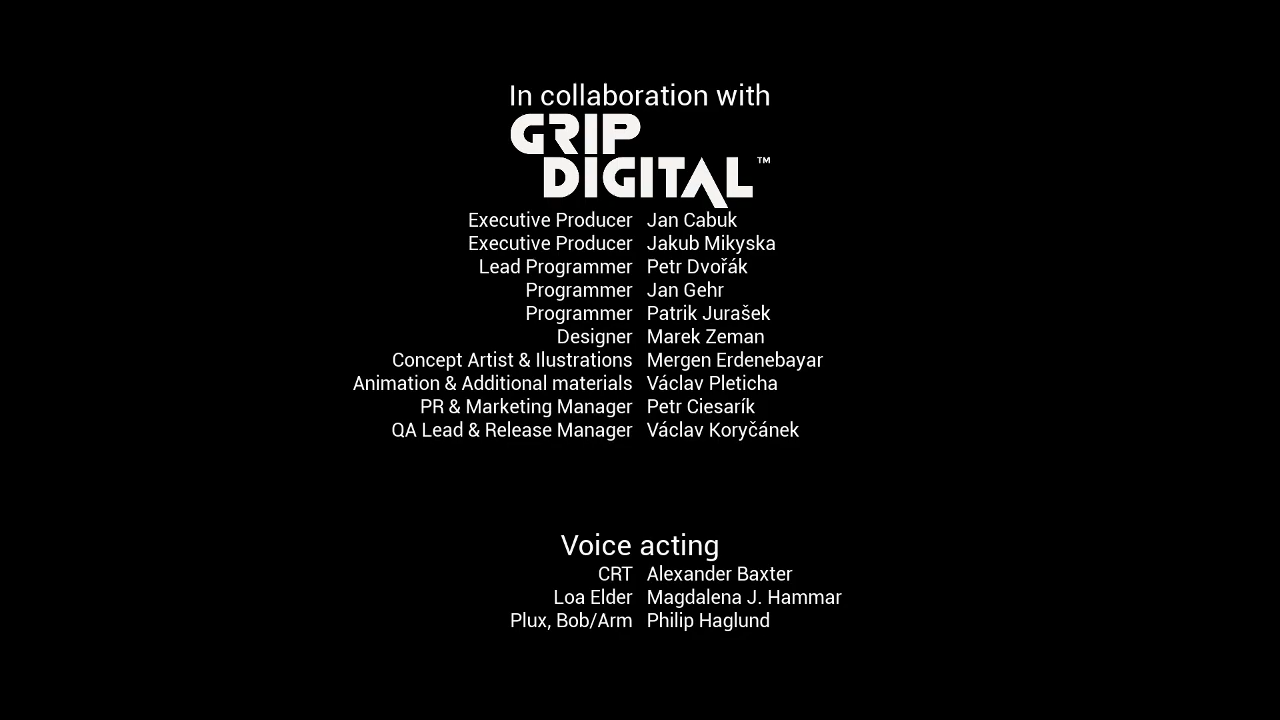 In collaboration with
GRIP
DIGITAL™
Executive Producer Jan Cabuk
Executive Producer Jakub Mikyska
Lead Programmer Petr Dvořák
Programmer Jan Gehr
Programmer Patrik Jurašek
Designer Marek Zeman
Concept Artist & Ilustrations Mergen Erdenebayar
Animation & Additional materials Václav Pleticha
PR & Marketing Manager Petr Ciesarík
QA Lead & Release Manager Václav Koryčánek
Voice acting
CRT Alexander Baxter
Loa Elder Magdalena J. Hammar
Plux, Bob/Arm Philip Haglund